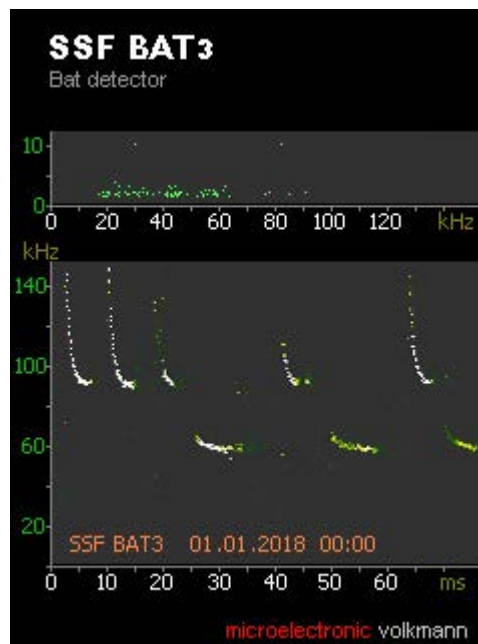 SSF BAT3
Bat detector
10
0
0 20 40 60 80 100 120 kHz
kHz
140
100
60
20
SSF BAT3 01.01.2018 00:00
0 10 20 30 40 50 60 ms
microelectronic volkmann